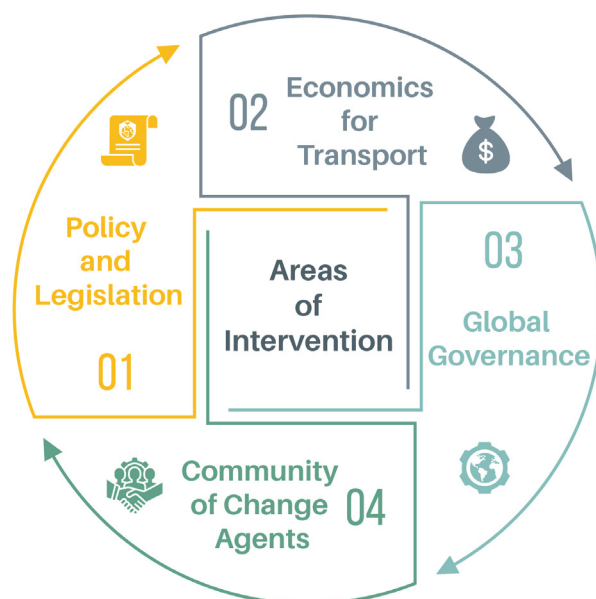 Areas
of
Intervention
Policy
and
Legislation
01
02
Economics
for
Transport
$
03
Global
Governance
Community
of Change
Agents
04